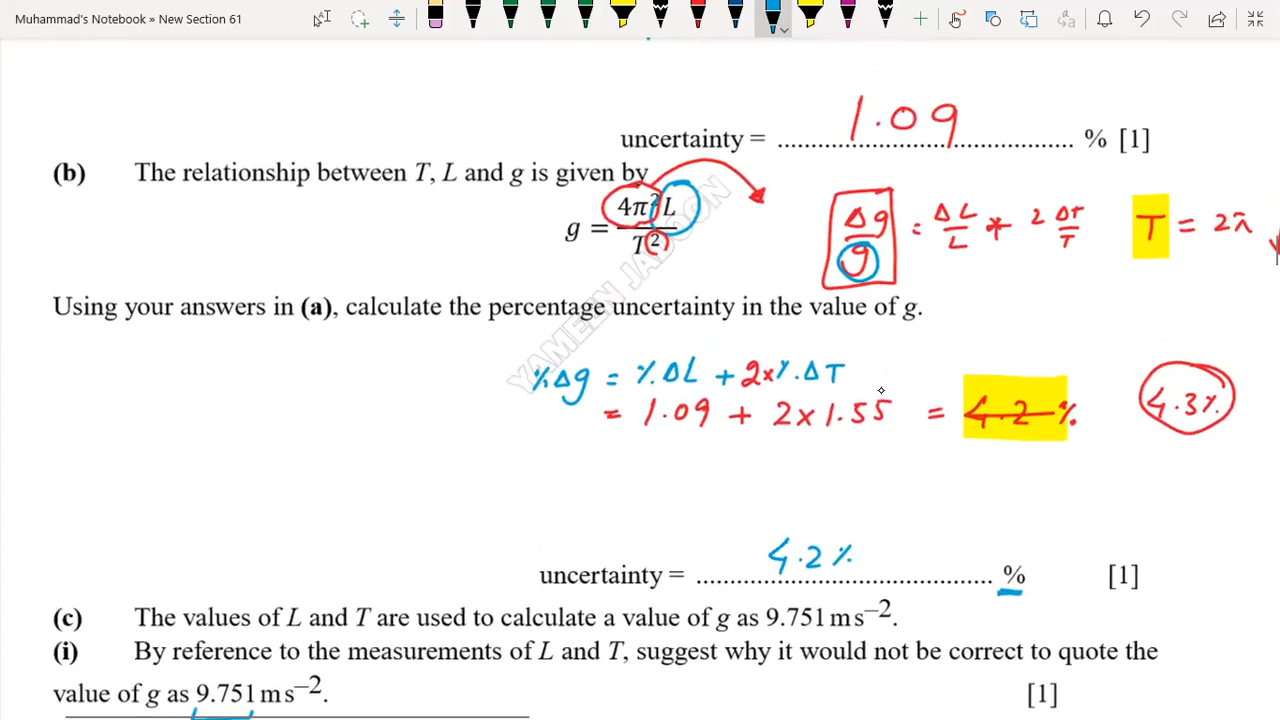 Muhammad's Notebook » New Section 61
1.09
uncertainty = ........................................................ % [1]
(b) The relationship between T, L and g is given by
g = 4π²L / T²
Δg/g = ΔL/L * 2 ΔT/T
T = 2π
Using your answers in (a), calculate the percentage uncertainty in the value of g.
%Δg = %ΔL + 2×%ΔT
= 1.09 + 2×1.55 = 4.2 %
4.3%
4.2%
uncertainty = ........................................................ % [1]
(c) The values of L and T are used to calculate a value of g as 9.751 m s⁻².
(i) By reference to the measurements of L and T, suggest why it would not be correct to quote the
value of g as 9.751 m s⁻². [1]
YAMEEN JADOON